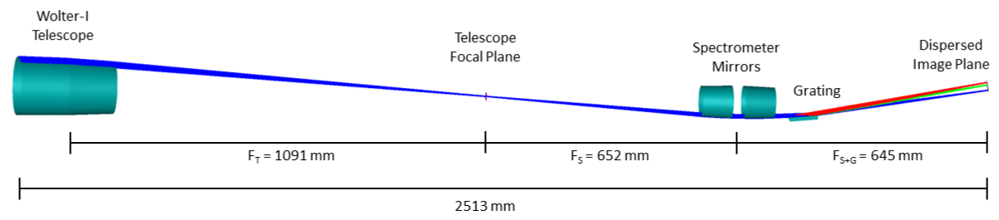 Wolter-I
Telescope
Telescope
Focal Plane
Spectrometer
Mirrors
Grating
Dispersed
Image Plane
F_T = 1091 mm
F_S = 652 mm
F_S+G = 645 mm
2513 mm